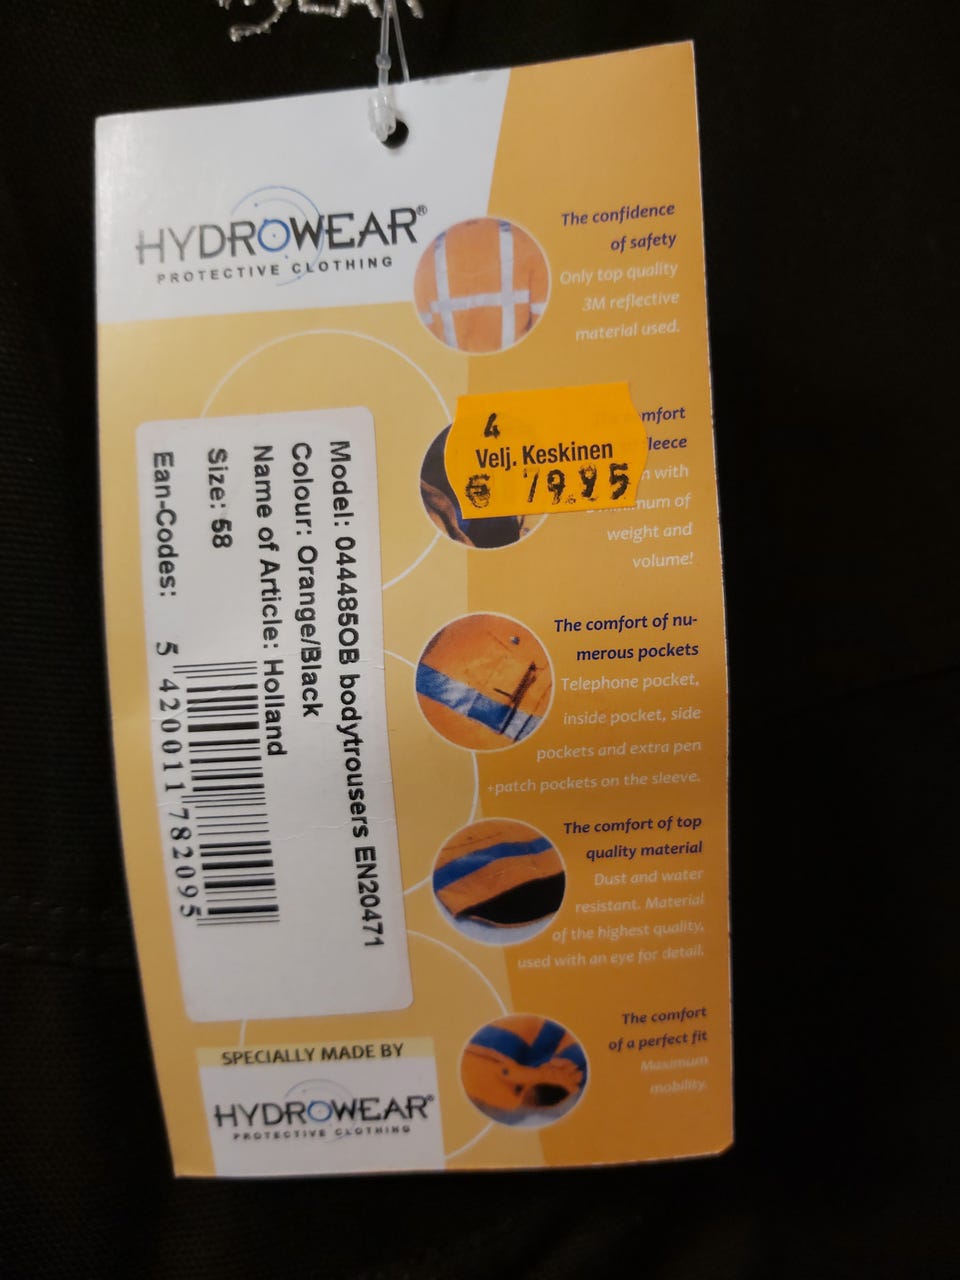 HYDROWEAR®
PROTECTIVE CLOTHING
The confidence
of safety
Only top quality
3M reflective
material used.
4
Velj. Keskinen
€ 79.95
mfort
leece
with
of
weight and
volume!
The comfort of nu-
merous pockets
Telephone pocket,
inside pocket, side
pockets and extra pen
+patch pockets on the sleeve.
The comfort of top
quality material
Dust and water
resistant. Material
of the highest quality,
used with an eye for detail.
The comfort
of a perfect fit
Maximum
mobility.
Model: 044485OB bodytrousers EN20471
Colour: Orange/Black
Name of Article: Holland
Size: 58
Ean-Codes:
5 420011 782095
SPECIALLY MADE BY
HYDROWEAR®
PROTECTIVE CLOTHING